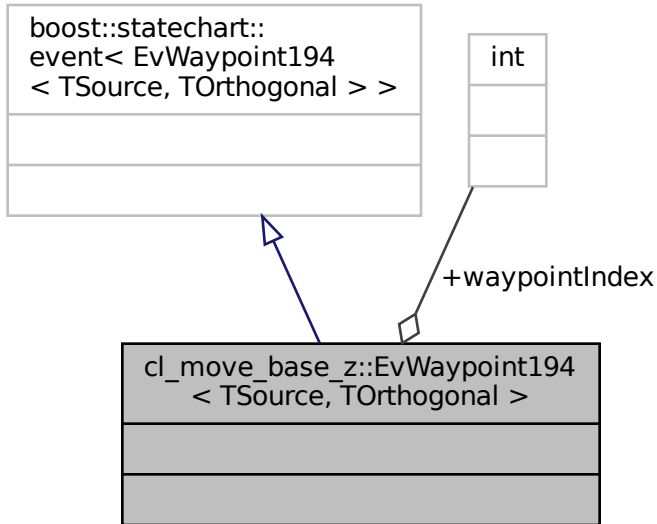 boost::statechart::
event< EvWaypoint194
< TSource, TOrthogonal > >
int
+waypointIndex
cl_move_base_z::EvWaypoint194
< TSource, TOrthogonal >